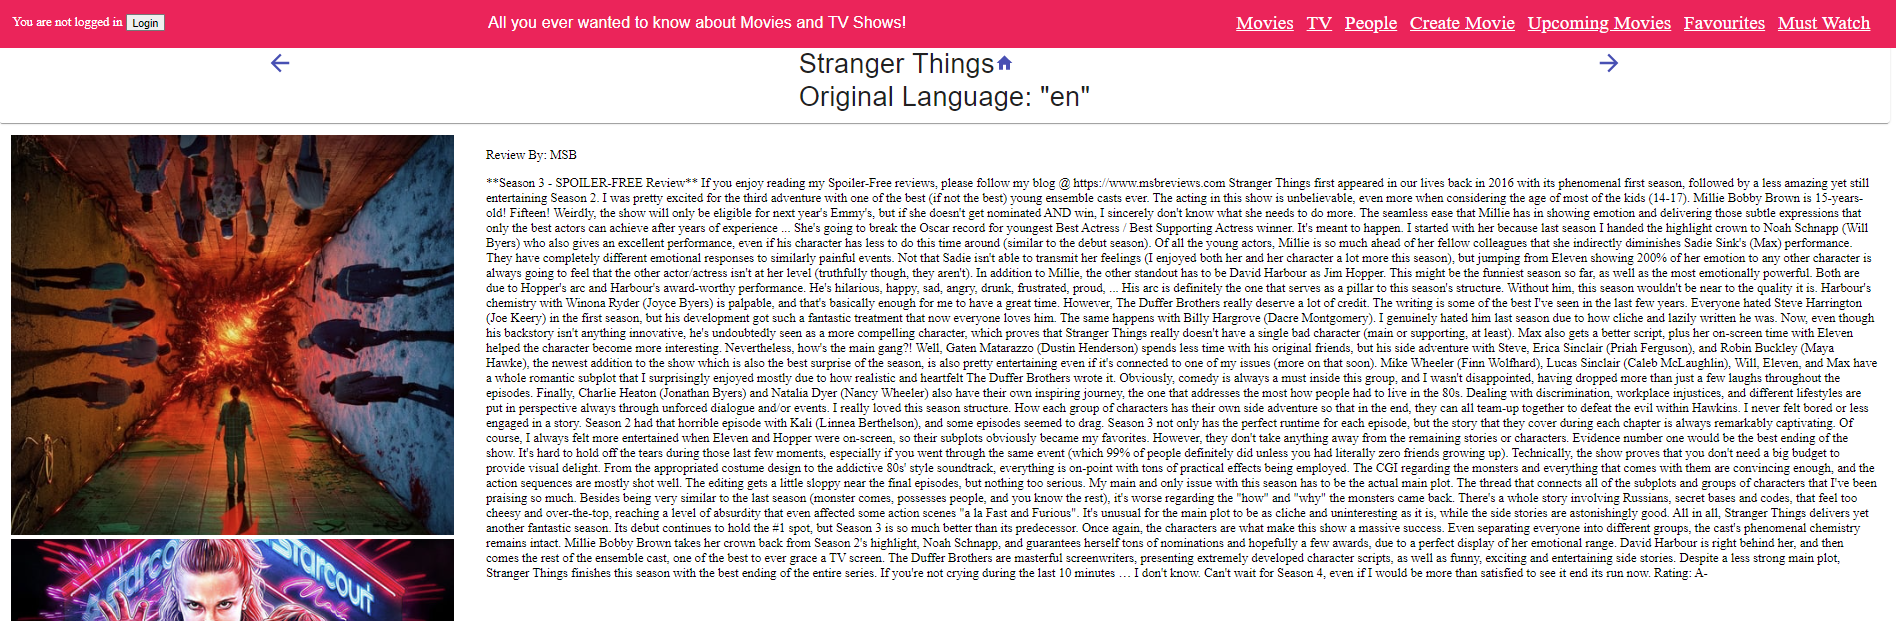 You are not logged in Login
All you ever wanted to know about Movies and TV Shows!
Movies TV People Create Movie Upcoming Movies Favourites Must Watch
Stranger Things
Original Language: "en"
Review By: MSB
**Season 3 - SPOILER-FREE Review** If you enjoy reading my Spoiler-Free reviews, please follow my blog @ https://www.msbreviews.com Stranger Things first appeared in our lives back in 2016 with its phenomenal first season, followed by a less amazing yet still
entertaining Season 2. I was pretty excited for the third adventure with one of the best (if not the best) young ensemble casts ever. The acting in this show is unbelievable, even more when considering the age of most of the kids (14-17). Millie Bobby Brown is 15-years-
old! Fifteen! Weirdly, the show will only be eligible for next year's Emmy's, but if she doesn't get nominated AND win, I sincerely don't know what she needs to do more. The seamless ease that Millie has in showing emotion and delivering those subtle expressions that
only the best actors can achieve after years of experience ... She's going to break the Oscar record for youngest Best Actress / Best Supporting Actress winner. It's meant to happen. I started with her because last season I handed the highlight crown to Noah Schnapp (Will
Byers) who also gives an excellent performance, even if his character has less to do this time around (similar to the debut season). Of all the young actors, Millie is so much ahead of her fellow colleagues that she indirectly diminishes Sadie Sink's (Max) performance.
They have completely different emotional responses to similarly painful events. Not that Sadie isn't able to transmit her feelings (I enjoyed both her and her character a lot more this season), but jumping from Eleven showing 200% of her emotion to any other character is
always going to feel that the other actor/actress isn't at her level (truthfully though, they aren't). In addition to Millie, the other standout has to be David Harbour as Jim Hopper. This might be the funniest season so far, as well as the most emotionally powerful. Both are
due to Hopper's arc and Harbour's award-worthy performance. He's hilarious, happy, sad, angry, drunk, frustrated, proud, ... His arc is definitely the one that serves as a pillar to this season's structure. Without him, this season wouldn't be near to the quality it is. Harbour's
chemistry with Winona Ryder (Joyce Byers) is palpable, and that's basically enough for me to have a great time. However, The Duffer Brothers really deserve a lot of credit. The writing is some of the best I've seen in the last few years. Everyone hated Steve Harrington
(Joe Keery) in the first season, but his development got such a fantastic treatment that now everyone loves him. The same happens with Billy Hargrove (Dacre Montgomery). I genuinely hated him last season due to how cliche and lazily written he was. Now, even though
his backstory isn't anything innovative, he's undoubtedly seen as a more compelling character, which proves that Stranger Things really doesn't have a single bad character (main or supporting, at least). Max also gets a better script, plus her on-screen time with Eleven
helped the character become more interesting. Nevertheless, how's the main gang?! Well, Gaten Matarazzo (Dustin Henderson) spends less time with his original friends, but his side adventure with Steve, Erica Sinclair (Priah Ferguson), and Robin Buckley (Maya
Hawke), the newest addition to the show which is also the best surprise of the season, is also pretty entertaining even if it's connected to one of my issues (more on that soon). Mike Wheeler (Finn Wolfhard), Lucas Sinclair (Caleb McLaughlin), Will, Eleven, and Max have
a whole romantic subplot that I surprisingly enjoyed mostly due to how realistic and heartfelt The Duffer Brothers wrote it. Obviously, comedy is always a must inside this group, and I wasn't disappointed, having dropped more than just a few laughs throughout the
episodes. Finally, Charlie Heaton (Jonathan Byers) and Natalia Dyer (Nancy Wheeler) also have their own inspiring journey, the one that addresses the most how people had to live in the 80s. Dealing with discrimination, workplace injustices, and different lifestyles are
put in perspective always through unforced dialogue and/or events. I really loved this season structure. How each group of characters has their own side adventure so that in the end, they can all team-up together to defeat the evil within Hawkins. I never felt bored or less
engaged in a story. Season 2 had that horrible episode with Kali (Linnea Berthelson), and some episodes seemed to drag. Season 3 not only has the perfect runtime for each episode, but the story that they cover during each chapter is always remarkably captivating. Of
course, I always felt more entertained when Eleven and Hopper were on-screen, so their subplots obviously became my favorites. However, they don't take anything away from the remaining stories or characters. Evidence number one would be the best ending of the
show. It's hard to hold off the tears during those last few moments, especially if you went through the same event (which 99% of people definitely did unless you had literally zero friends growing up). Technically, the show proves that you don't need a big budget to
provide visual delight. From the appropriated costume design to the addictive 80s' style soundtrack, everything is on-point with tons of practical effects being employed. The CGI regarding the monsters and everything that comes with them are convincing enough, and the
action sequences are mostly shot well. The editing gets a little sloppy near the final episodes, but nothing too serious. My main and only issue with this season has to be the actual main plot. The thread that connects all of the subplots and groups of characters that I've been
praising so much. Besides being very similar to the last season (monster comes, possesses people, and you know the rest), it's worse regarding the "how" and "why" the monsters came back. There's a whole story involving Russians, secret bases and codes, that feel too
cheesy and over-the-top, reaching a level of absurdity that even affected some action scenes "a la Fast and Furious". It's unusual for the main plot to be as cliche and uninteresting as it is, while the side stories are astonishingly good. All in all, Stranger Things delivers yet
another fantastic season. Its debut continues to hold the #1 spot, but Season 3 is so much better than its predecessor. Once again, the characters are what make this show a massive success. Even separating everyone into different groups, the cast's phenomenal chemistry
remains intact. Millie Bobby Brown takes her crown back from Season 2's highlight, Noah Schnapp, and guarantees herself tons of nominations and hopefully a few awards, due to a perfect display of her emotional range. David Harbour is right behind her, and then
comes the rest of the ensemble cast, one of the best to ever grace a TV screen. The Duffer Brothers are masterful screenwriters, presenting extremely developed character scripts, as well as funny, exciting and entertaining side stories. Despite a less strong main plot,
Stranger Things finishes this season with the best ending of the entire series. If you're not crying during the last 10 minutes … I don't know. Can't wait for Season 4, even if I would be more than satisfied to see it end its run now. Rating: A-
Starcourt